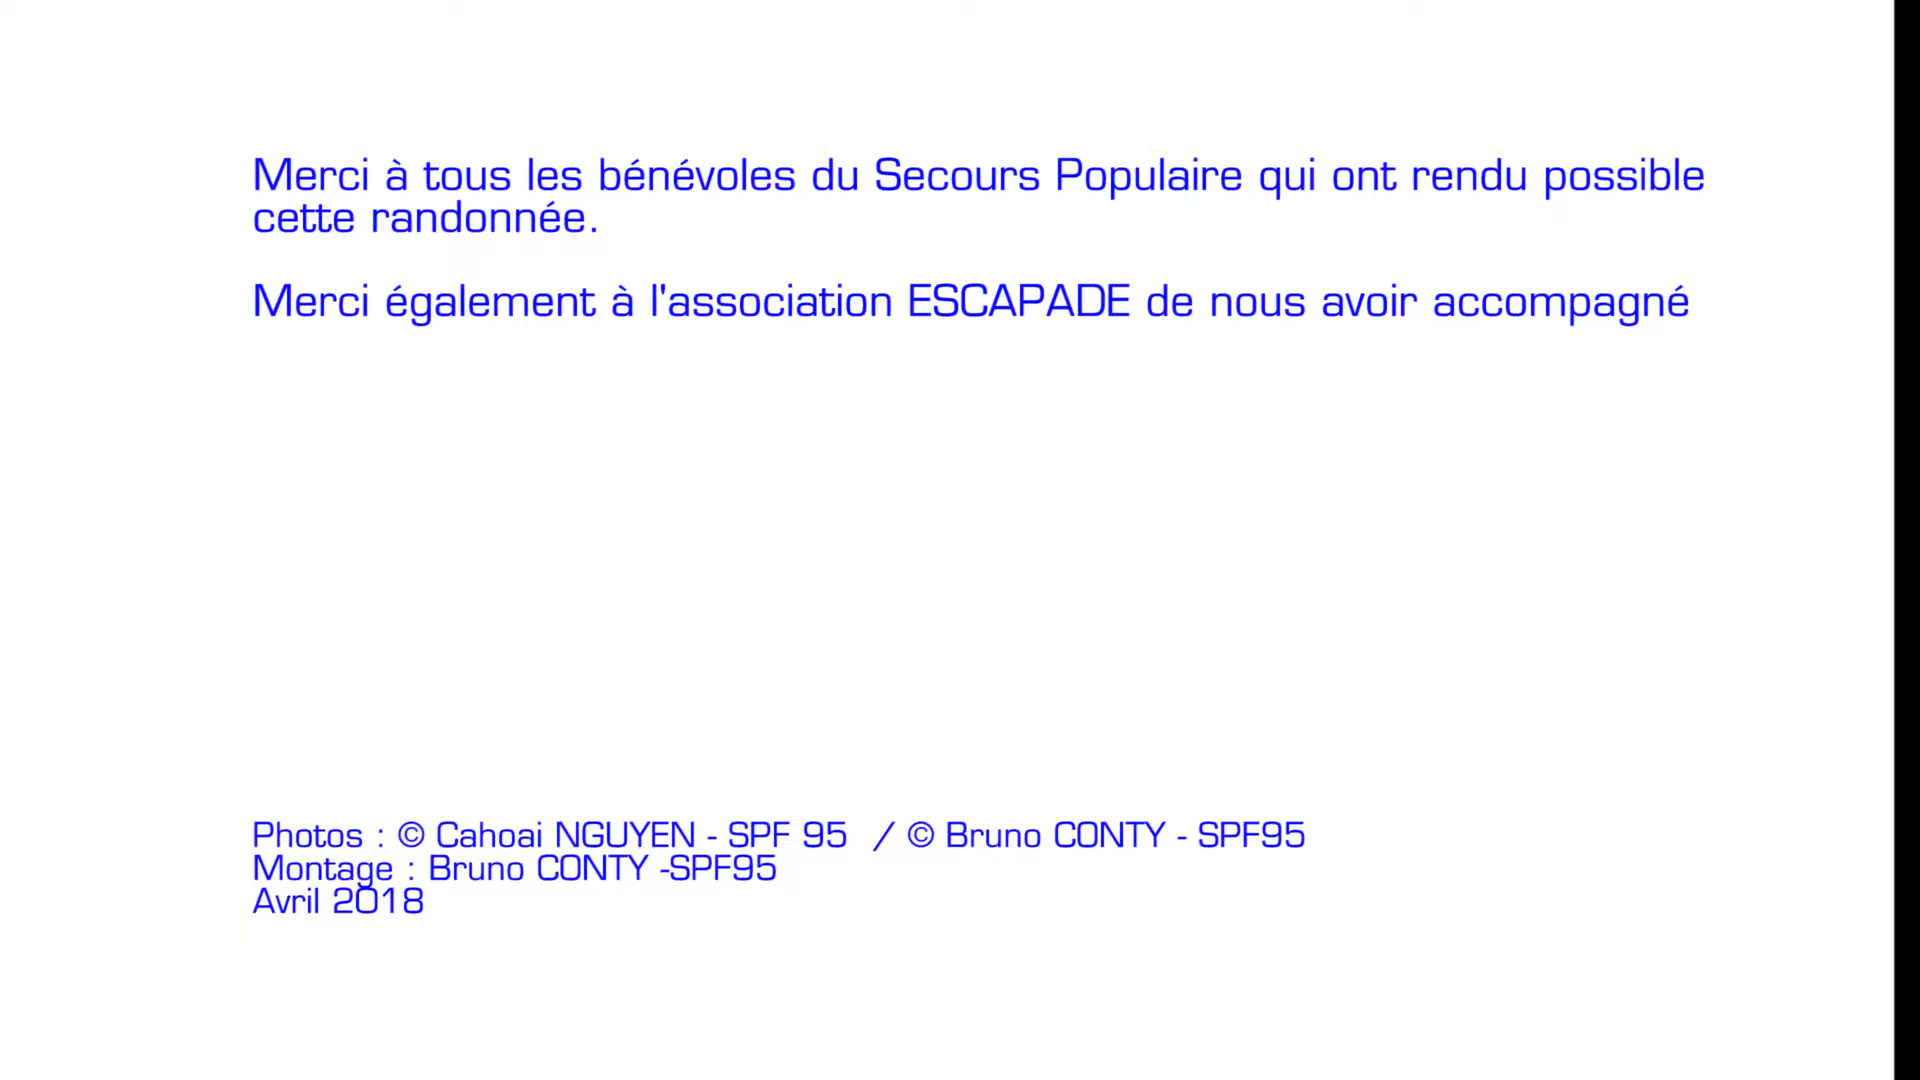 Merci à tous les bénévoles du Secours Populaire qui ont rendu possible
cette randonnée.
Merci également à l'association ESCAPADE de nous avoir accompagné
Photos : © Cahoai NGUYEN - SPF 95  / © Bruno CONTY - SPF95
Montage : Bruno CONTY -SPF95
Avril 2018